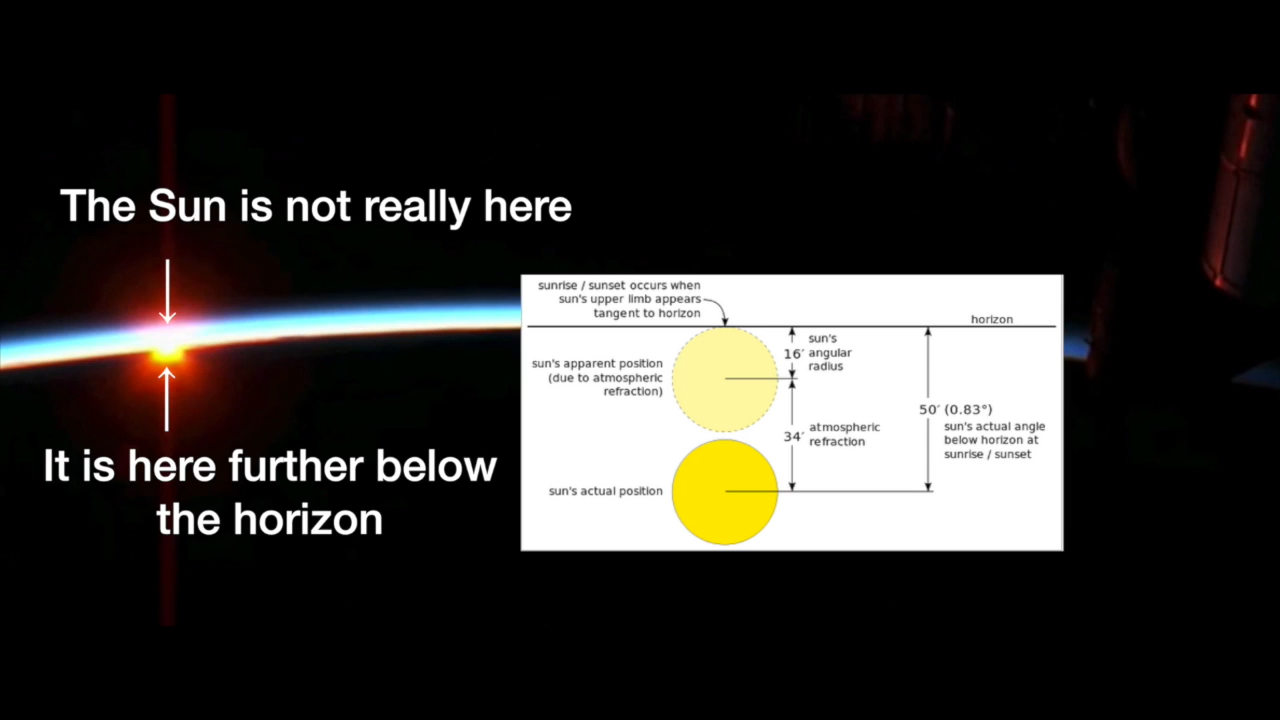 The Sun is not really here
It is here further below
the horizon
sunrise / sunset occurs when
sun's upper limb appears
tangent to horizon
horizon
sun's apparent position
(due to atmospheric
refraction)
16′
sun's
angular
radius
34′
atmospheric
refraction
50′ (0.83°)
sun's actual angle
below horizon at
sunrise / sunset
sun's actual position